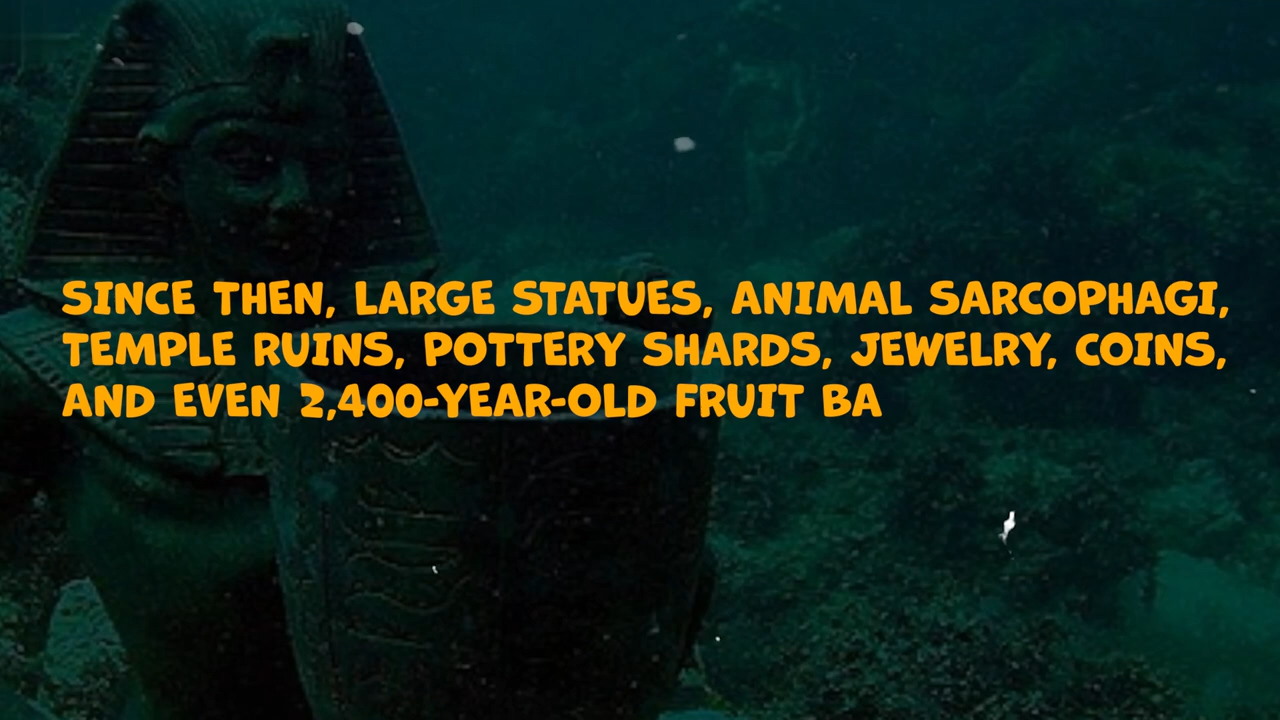 SINCE THEN, LARGE STATUES, ANIMAL SARCOPHAGI,
TEMPLE RUINS, POTTERY SHARDS, JEWELRY, COINS,
AND EVEN 2,400-YEAR-OLD FRUIT BA